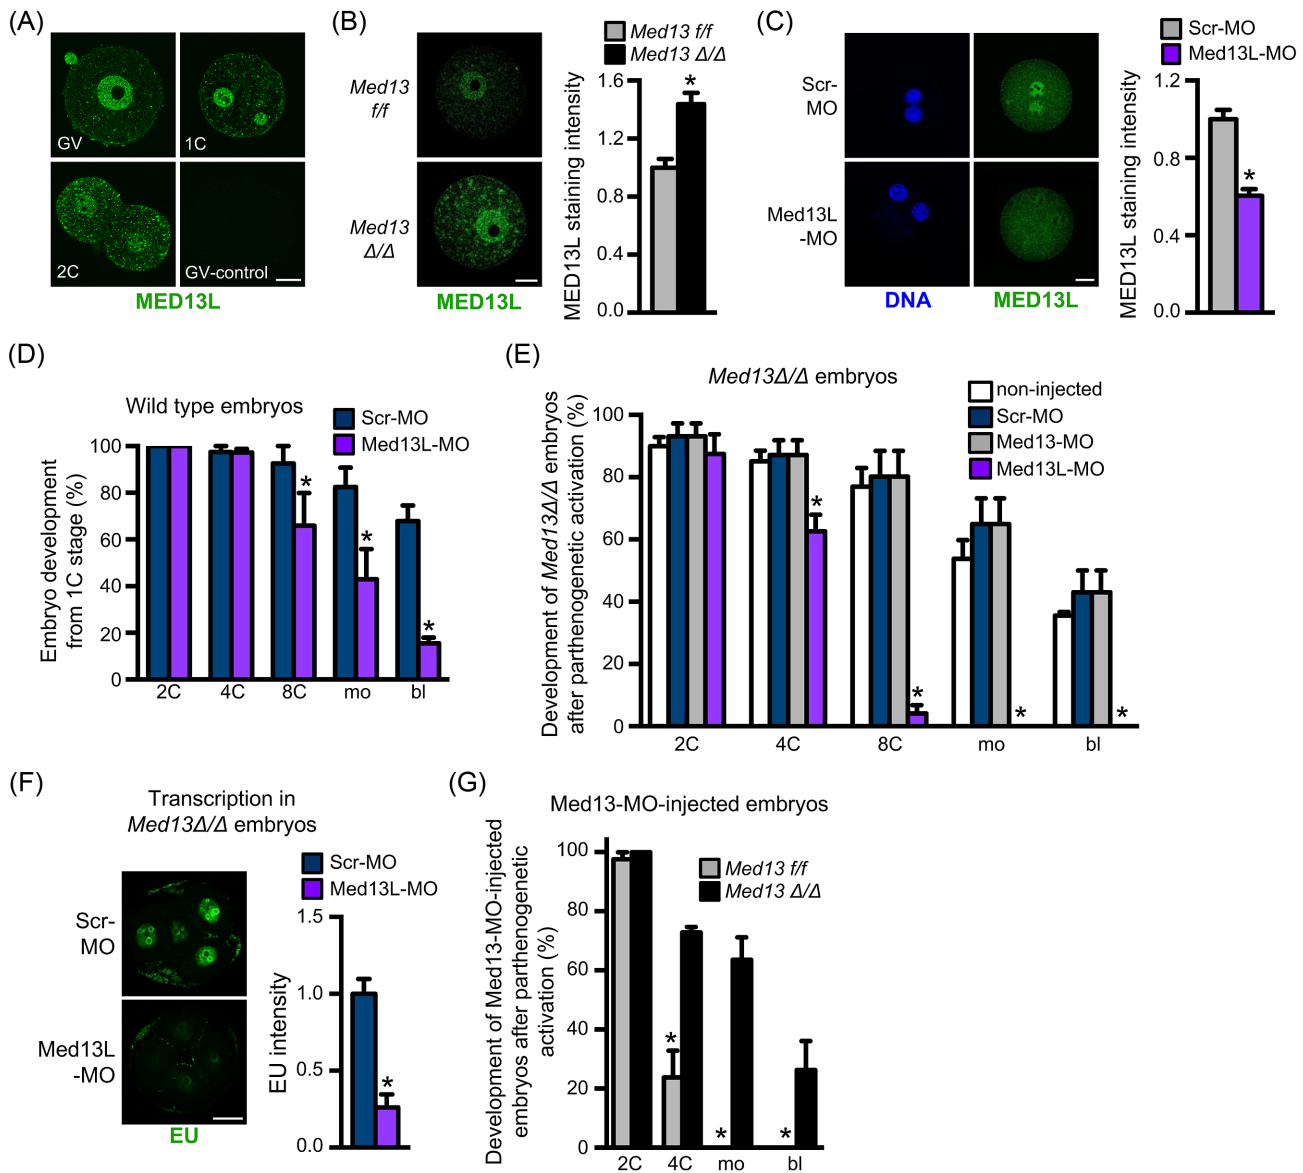 (A)
GV
1C
2C
GV-control
MED13L
(B)
Med13
f/f
Med13
Δ/Δ
MED13L
Med13 f/f
Med13 Δ/Δ
MED13L staining intensity
1.6
1.2
0.8
0.4
0.0
*
(C)
Scr-
MO
Med13L
-MO
DNA
MED13L
Scr-MO
Med13L-MO
MED13L staining intensity
1.2
0.8
0.4
0.0
*
(D)
Wild type embryos
Scr-MO
Med13L-MO
Embryo development
from 1C stage (%)
100
80
60
40
20
0
*
*
*
2C
4C
8C
mo
bl
(E)
Med13Δ/Δ embryos
non-injected
Scr-MO
Med13-MO
Med13L-MO
Development of Med13Δ/Δ embryos
after parthenogenetic activation (%)
100
80
60
40
20
0
*
*
*
*
2C
4C
8C
mo
bl
(F)
Transcription in
Med13Δ/Δ embryos
Scr-
MO
Med13L
-MO
EU
Scr-MO
Med13L-MO
EU intensity
1.5
1.0
0.5
0.0
*
(G)
Med13-MO-injected embryos
Med13 f/f
Med13 Δ/Δ
Development of Med13-MO-injected
embryos after parthenogenetic
activation (%)
100
80
60
40
20
0
*
*
*
2C
4C
mo
bl